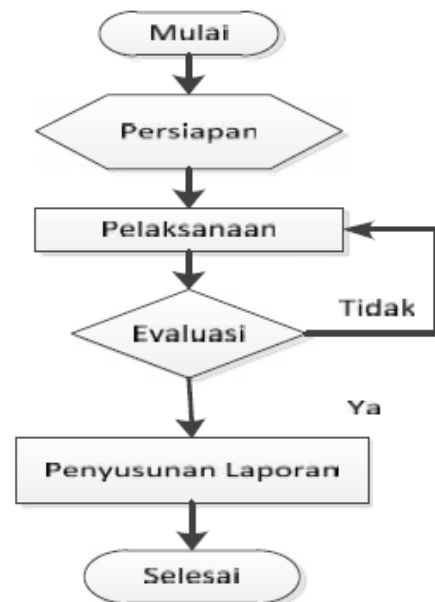 Mulai
Persiapan
Pelaksanaan
Tidak
Evaluasi
Ya
Penyusunan Laporan
Selesai